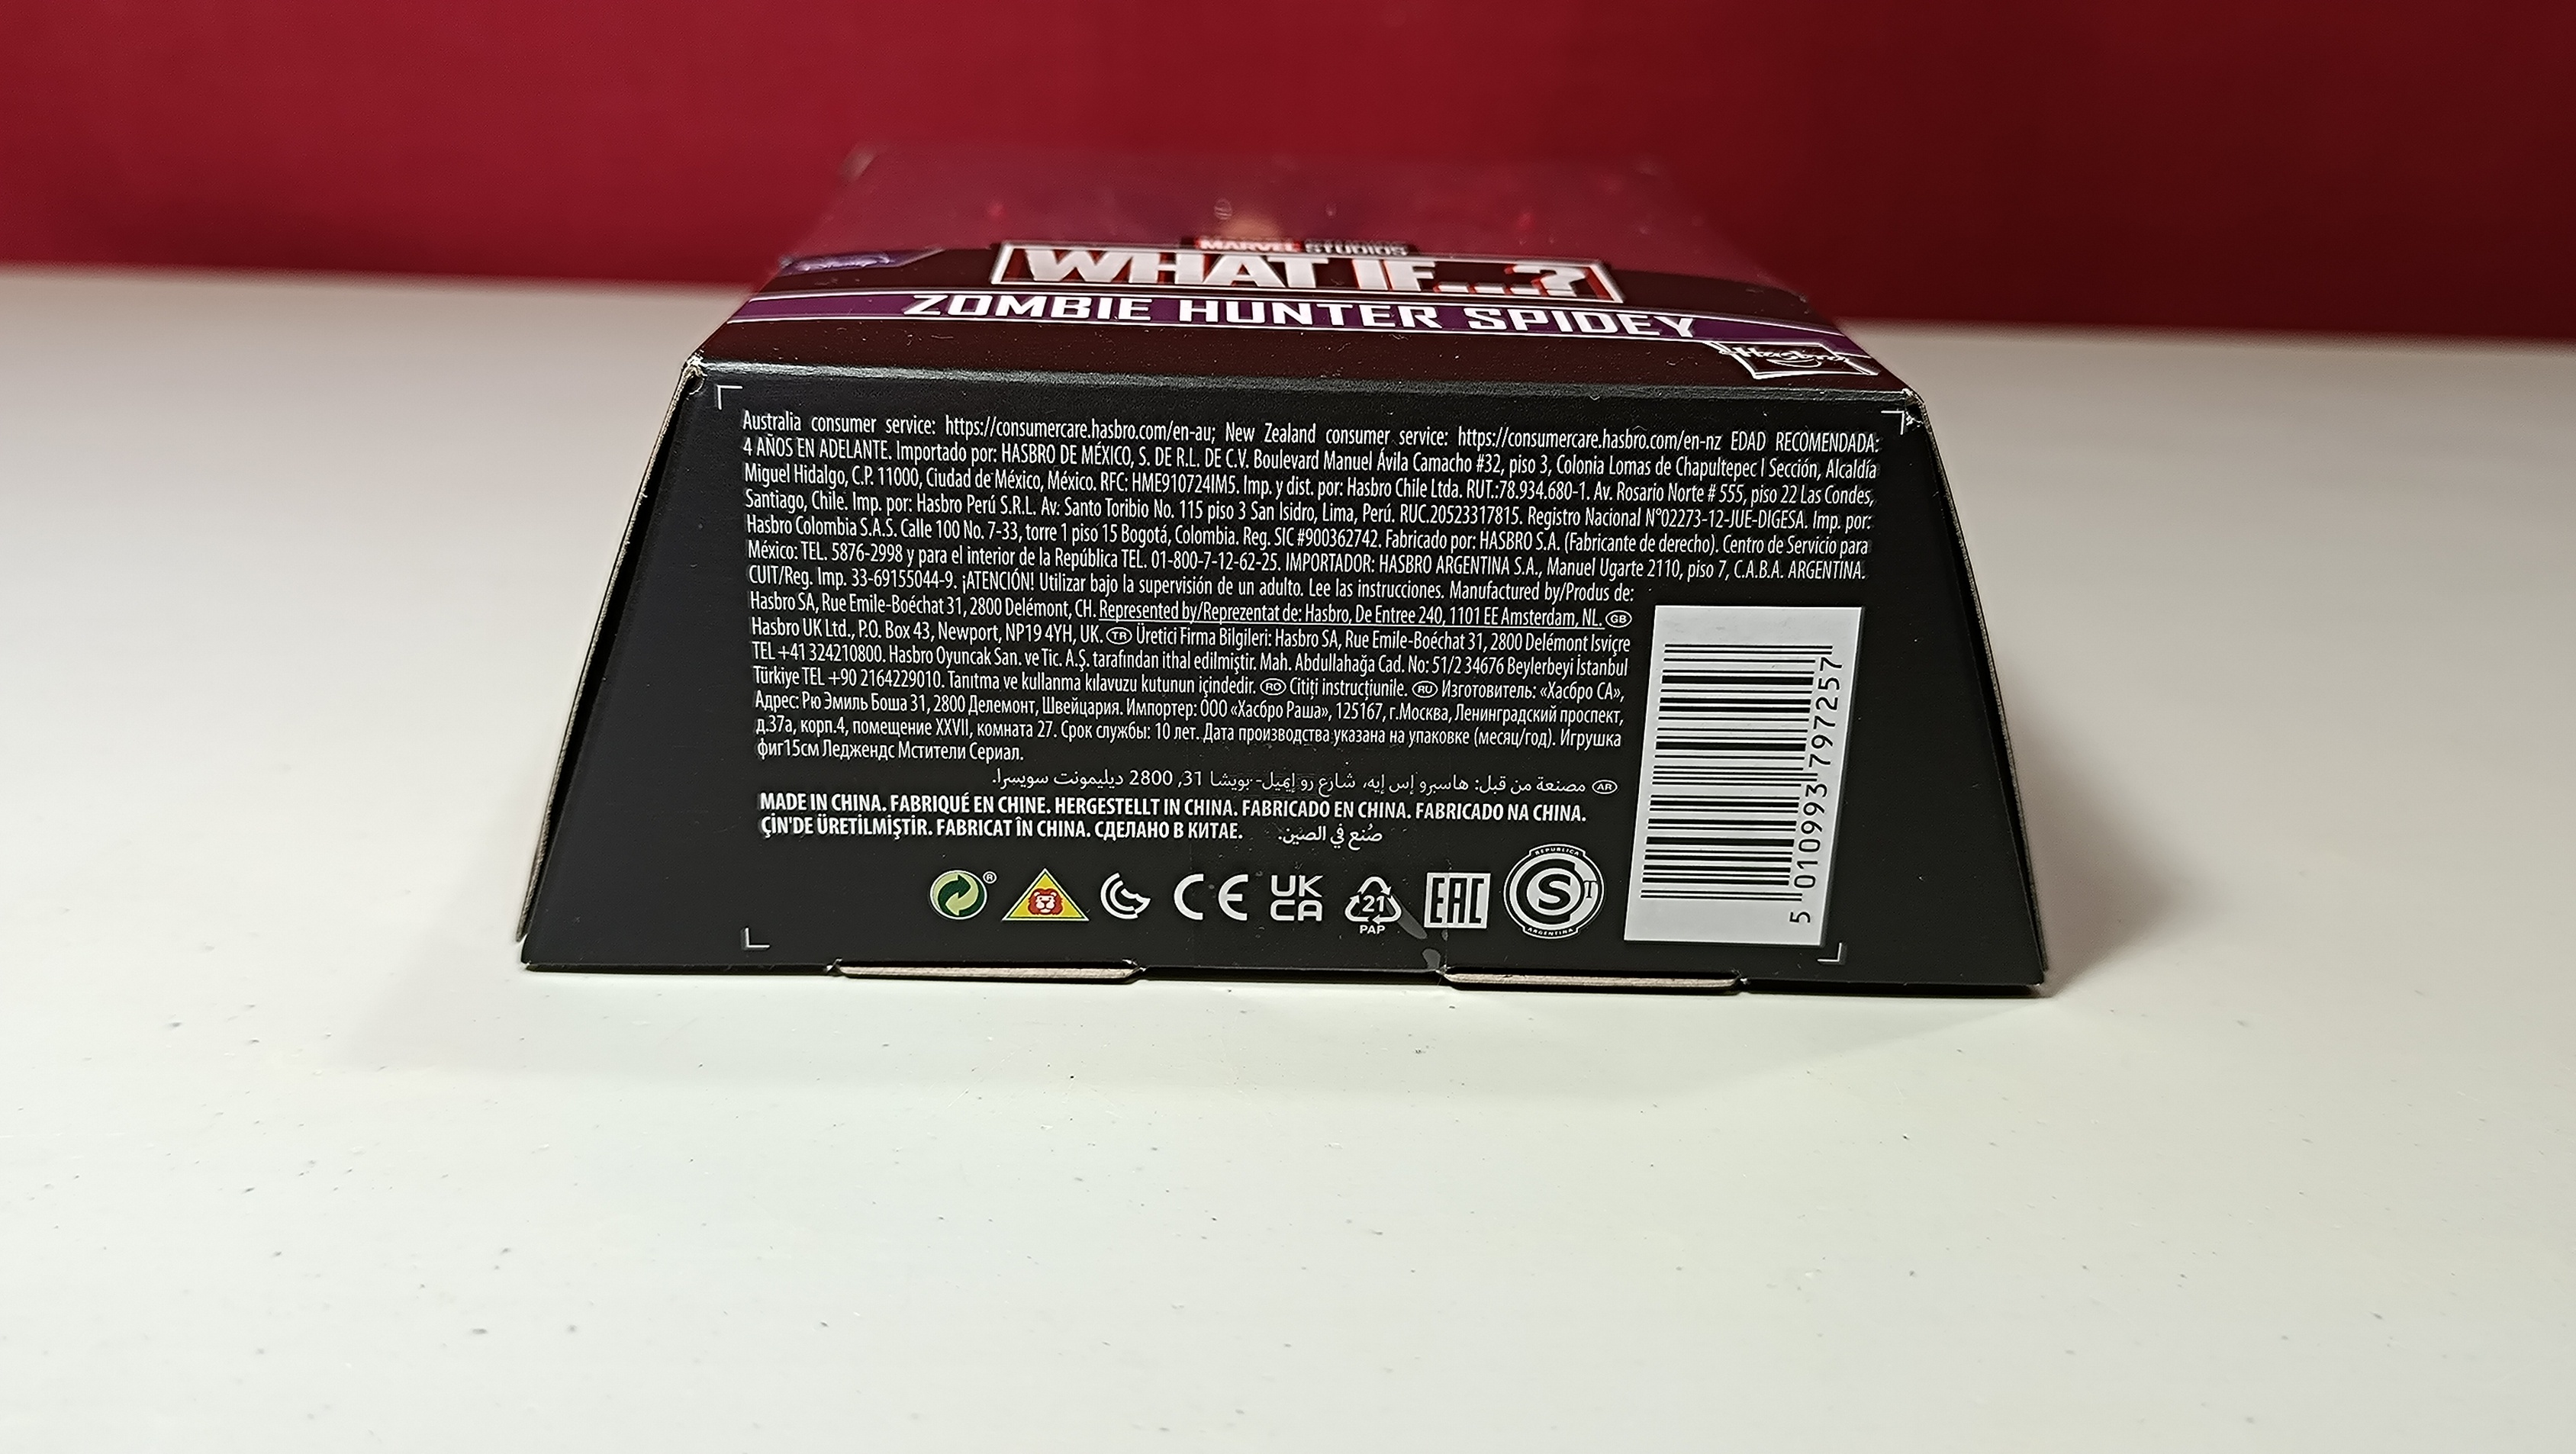 MARVEL STUDIOS
WHAT IF...?
ZOMBIE HUNTER SPIDEY
Hasbro
Australia consumer service: https://consumercare.hasbro.com/en-au; New Zealand consumer service: https://consumercare.hasbro.com/en-nz EDAD RECOMENDADA:
4 AÑOS EN ADELANTE. Importado por: HASBRO DE MÉXICO, S. DE R.L. DE C.V. Boulevard Manuel Ávila Camacho #32, piso 3, Colonia Lomas de Chapultepec I Sección, Alcaldía
Miguel Hidalgo, C.P. 11000, Ciudad de México, México. RFC: HME910724IM5. Imp. y dist. por: Hasbro Chile Ltda. RUT.:78.934.680-1. Av. Rosario Norte # 555, piso 22 Las Condes,
Santiago, Chile. Imp. por: Hasbro Perú S.R.L. Av. Santo Toribio No. 115 piso 3 San Isidro, Lima, Perú. RUC.20523317815. Registro Nacional N°02273-12-JUE-DIGESA. Imp. por:
Hasbro Colombia S.A.S. Calle 100 No. 7-33, torre 1 piso 15 Bogotá, Colombia. Reg. SIC #900362742. Fabricado por: HASBRO S.A. (Fabricante de derecho). Centro de Servicio para
México: TEL. 5876-2998 y para el interior de la República TEL. 01-800-7-12-62-25. IMPORTADOR: HASBRO ARGENTINA S.A., Manuel Ugarte 2110, piso 7, C.A.B.A. ARGENTINA.
CUIT/Reg. Imp. 33-69155044-9. ¡ATENCIÓN! Utilizar bajo la supervisión de un adulto. Lee las instrucciones. Manufactured by/Produs de:
Hasbro SA, Rue Emile-Boéchat 31, 2800 Delémont, CH. Represented by/Reprezentat de: Hasbro, De Entree 240, 1101 EE Amsterdam, NL. GB
Hasbro UK Ltd., P.O. Box 43, Newport, NP19 4YH, UK. TR Üretici Firma Bilgileri: Hasbro SA, Rue Emile-Boéchat 31, 2800 Delémont Isviçre
TEL +41 324210800. Hasbro Oyuncak San. ve Tic. A.Ş. tarafından ithal edilmiştir. Mah. Abdullahağa Cad. No: 51/2 34676 Beylerbeyi İstanbul
Türkiye TEL +90 2164229010. Tanıtma ve kullanma kılavuzu kutunun içindedir. RO Citiți instrucțiunile. RU Изготовитель: «Хасбро СА»,
Адрес: Рю Эмиль Боша 31, 2800 Делемонт, Швейцария. Импортер: ООО «Хасбро Раша», 125167, г.Москва, Ленинградский проспект,
д.37а, корп.4, помещение XXVII, комната 27. Срок службы: 10 лет. Дата производства указана на упаковке (месяц/год). Игрушка
фиг15см Леджендс Мстители Сериал.
AR مصنعة من قبل: هاسبرو إس إيه، شارع رو إيميل- بويشا 31, 2800 ديليمونت سويسرا.
MADE IN CHINA. FABRIQUÉ EN CHINE. HERGESTELLT IN CHINA. FABRICADO EN CHINA. FABRICADO NA CHINA.
ÇİN'DE ÜRETİLMİŞTİR. FABRICAT ÎN CHINA. СДЕЛАНО В КИТАЕ. صُنع في الصين.
® CE UK CA 21 PAP EAC REPUBLICA S T ARGENTINA
5 010993 797257